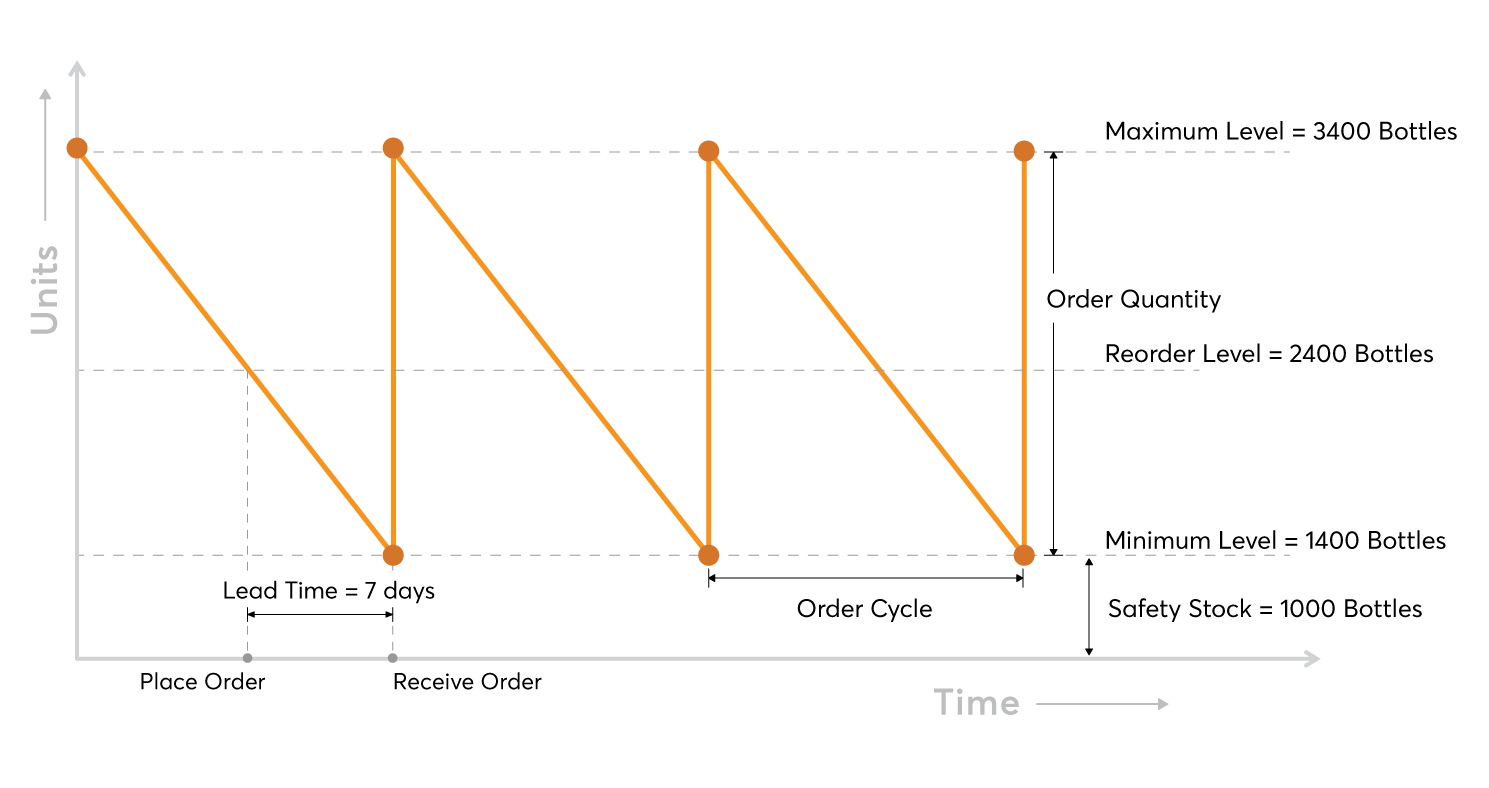 Maximum Level = 3400 Bottles
Units
Order Quantity
Reorder Level = 2400 Bottles
Minimum Level = 1400 Bottles
Lead Time = 7 days
Order Cycle
Safety Stock = 1000 Bottles
Place Order
Receive Order
Time